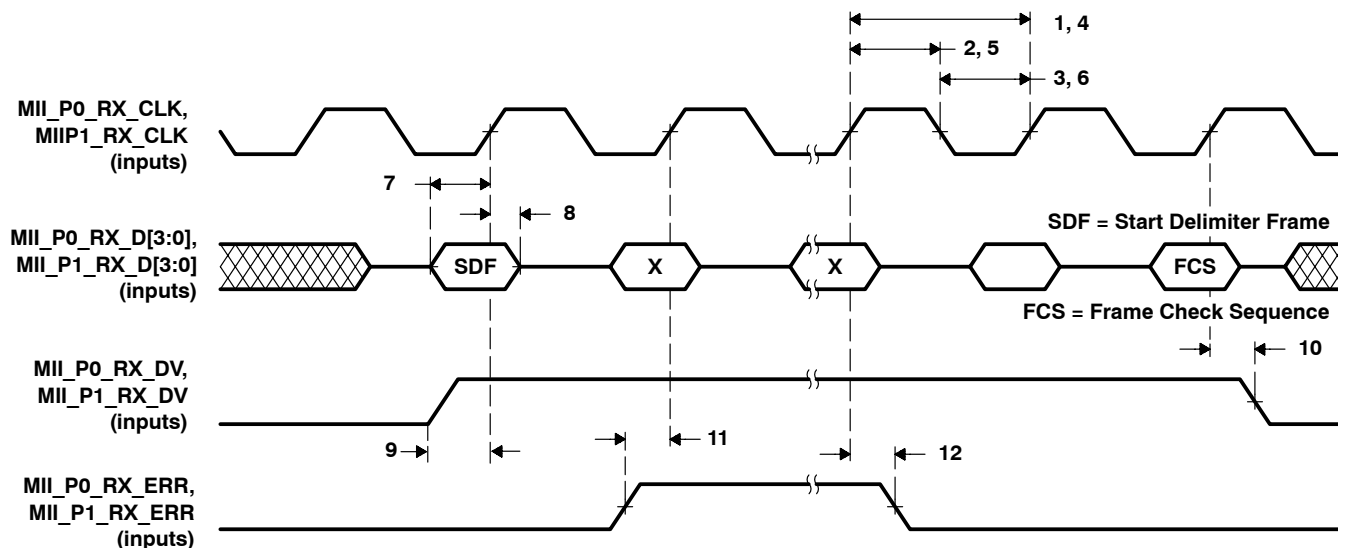 1, 4
2, 5
3, 6
MII_P0_RX_CLK,
MIIP1_RX_CLK
(inputs)
7
8
SDF = Start Delimiter Frame
MII_P0_RX_D[3:0],
MII_P1_RX_D[3:0]
(inputs)
SDF
X
X
FCS
FCS = Frame Check Sequence
10
MII_P0_RX_DV,
MII_P1_RX_DV
(inputs)
9
11
12
MII_P0_RX_ERR,
MII_P1_RX_ERR
(inputs)